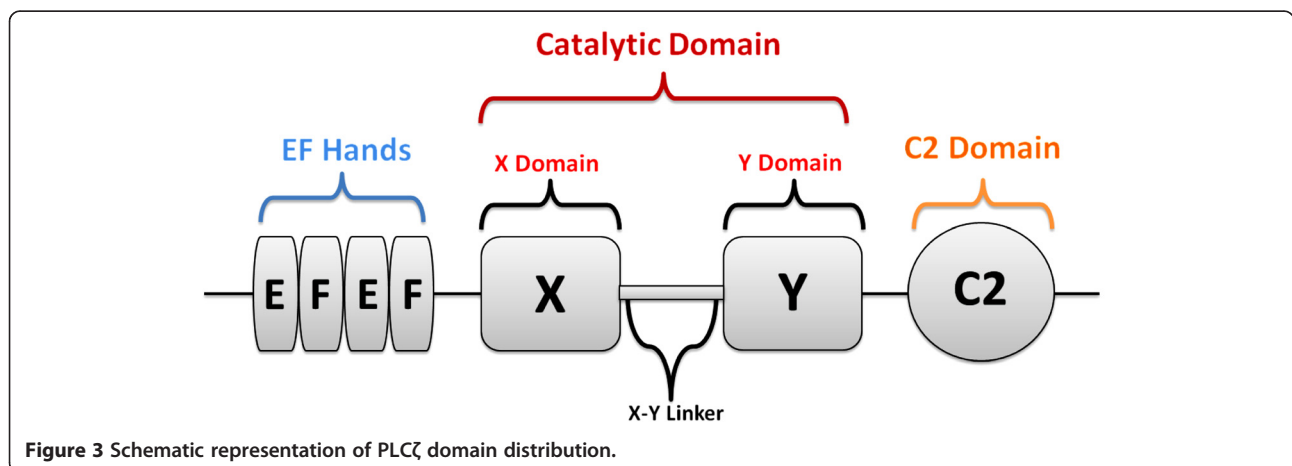 Catalytic Domain
EF Hands
X Domain
Y Domain
C2 Domain
E F E F
X
Y
C2
X-Y Linker
Figure 3 Schematic representation of PLCζ domain distribution.